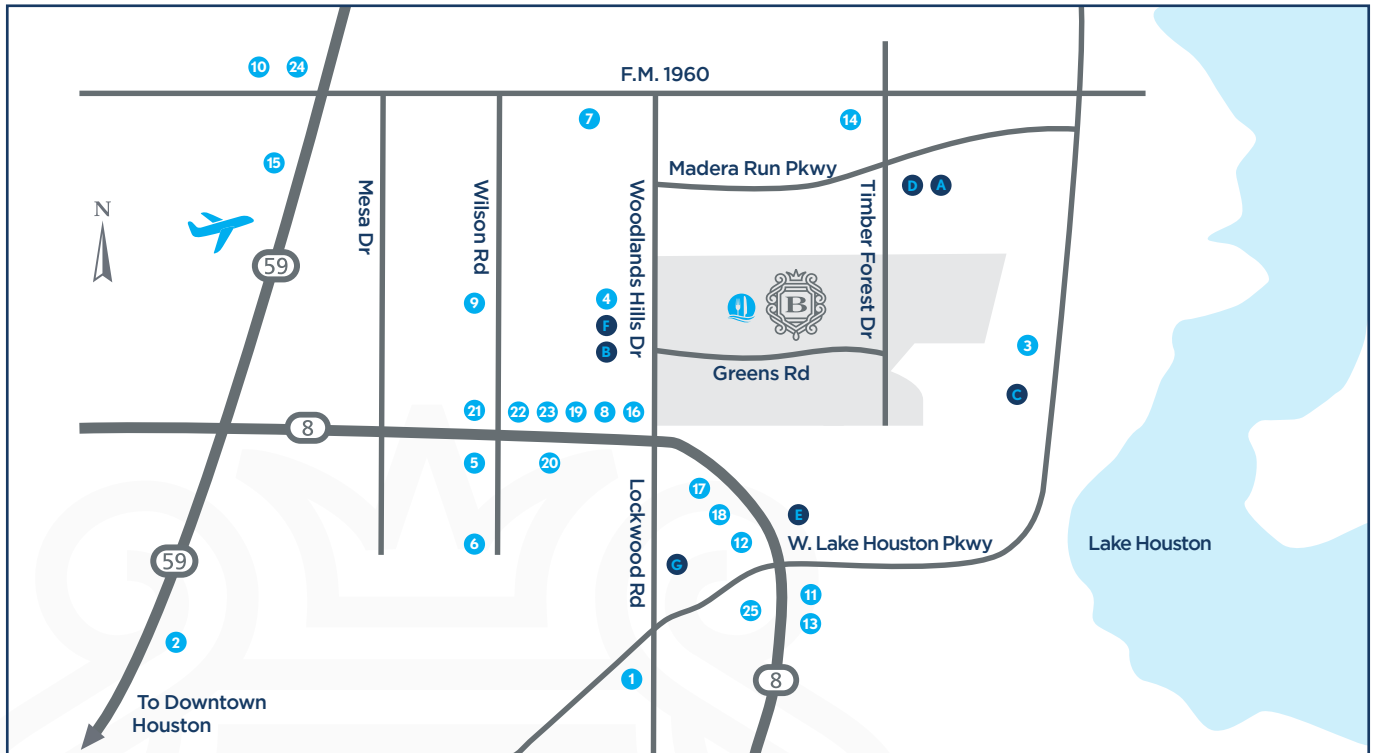 10
24
F.M. 1960
7
14
15
Madera Run Pkwy
D
A
N
Mesa Dr
Wilson Rd
Woodlands Hills Dr
Timber Forest Dr
59
9
4
B
F
B
3
Greens Rd
C
21
22
23
19
8
16
8
5
20
Lockwood Rd
17
18
E
6
12
W. Lake Houston Pkwy
Lake Houston
59
G
11
25
13
2
1
8
To Downtown
Houston